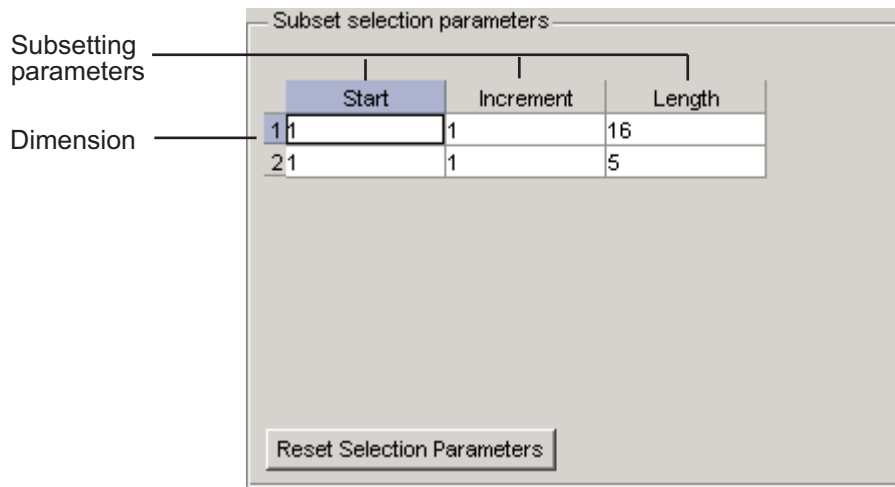 Subset selection parameters
Subsetting
parameters
Start Increment Length
1 1 1 16
Dimension
2 1 1 5
Reset Selection Parameters